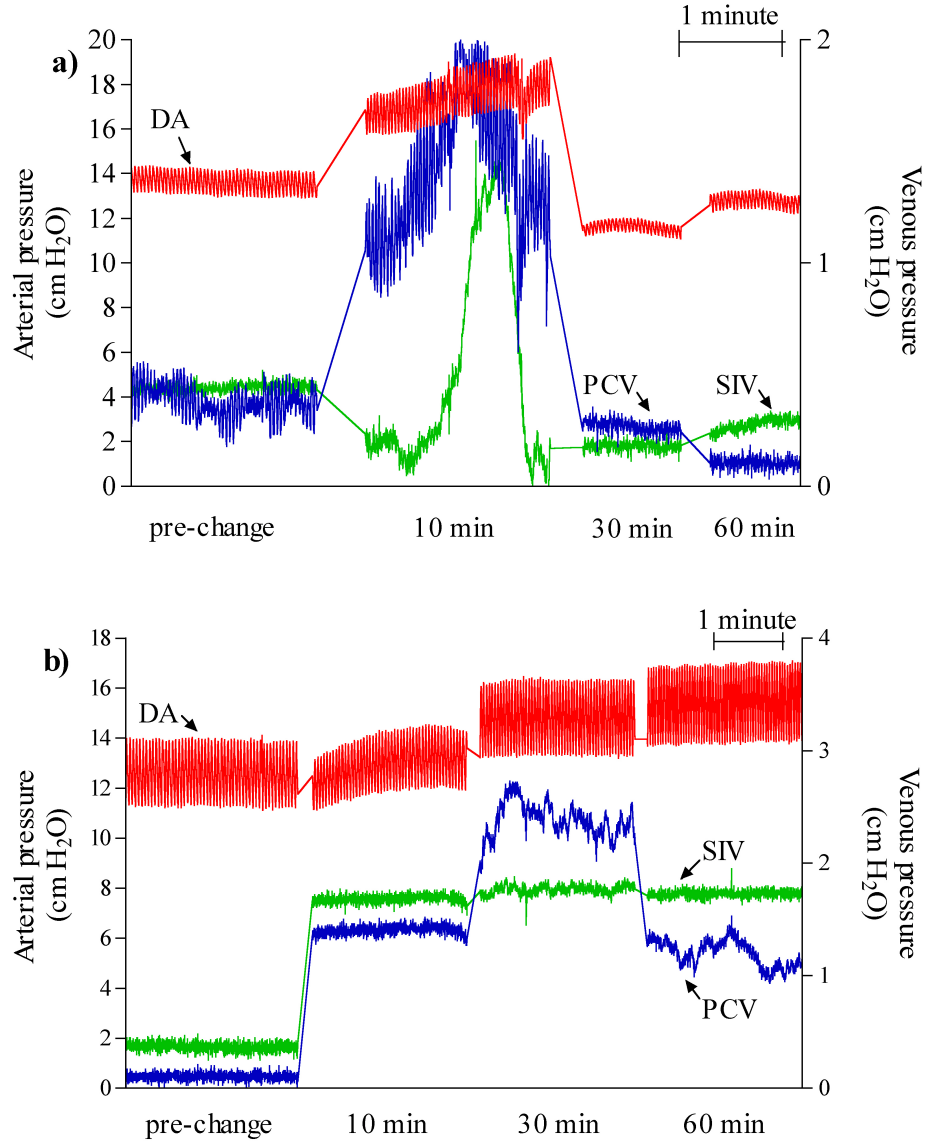 a)
1 minute
20
18
16
14
12
10
8
6
4
2
0
2
1
0
Arterial pressure
(cm H₂O)
Venous pressure
(cm H₂O)
DA
PCV
SIV
pre-change
10 min
30 min
60 min
b)
1 minute
18
16
14
12
10
8
6
4
2
0
4
3
2
1
0
Arterial pressure
(cm H₂O)
Venous pressure
(cm H₂O)
DA
SIV
PCV
pre-change
10 min
30 min
60 min